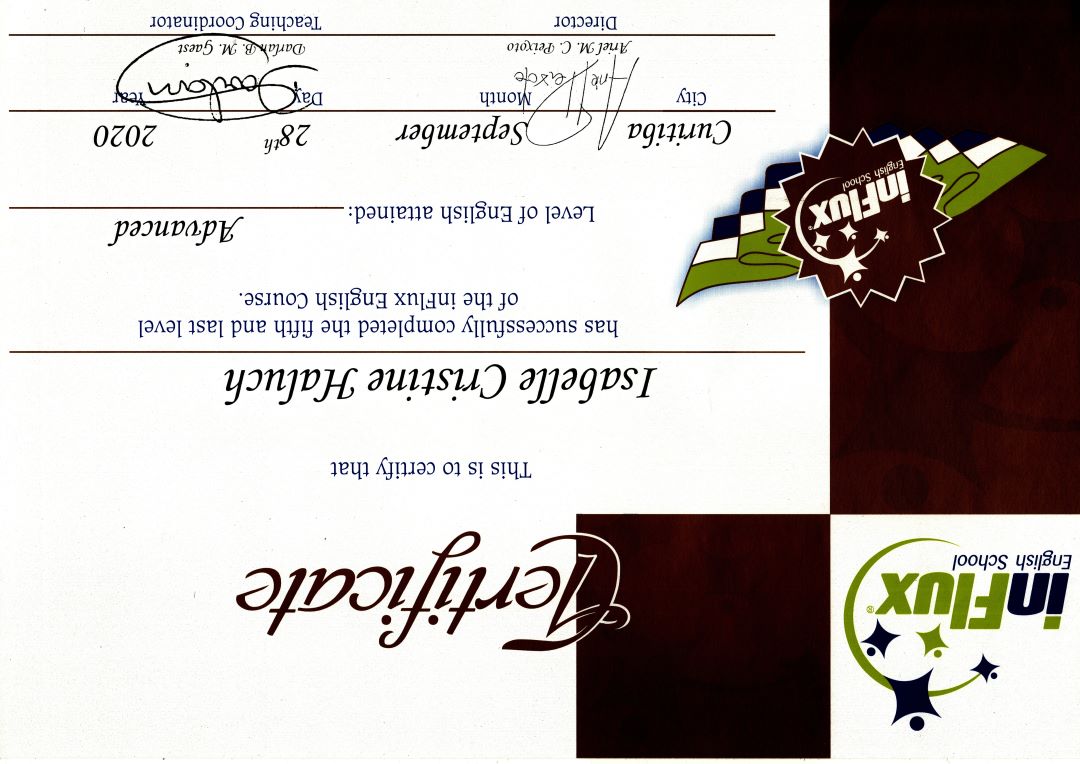 inFlux®
English School
Certificate
This is to certify that
Isabelle Cristine Haluch
has successfully completed the fifth and last level
of the inFlux English Course.
Level of English attained: Advanced
inFlux®
English School
Curitiba September 28th 2020
City Month Day Year
Ariel Peixoto Darlan
Ariel M. C. Peixoto Darlan B. M. Gaest
Director Teaching Coordinator